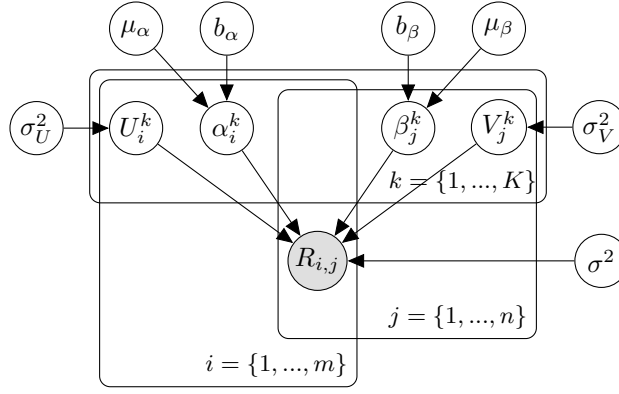 μ_α b_α b_β μ_β
σ_U^2 U_i^k α_i^k β_j^k V_j^k σ_V^2
k = {1, ..., K}
R_{i,j} σ^2
j = {1, ..., n}
i = {1, ..., m}